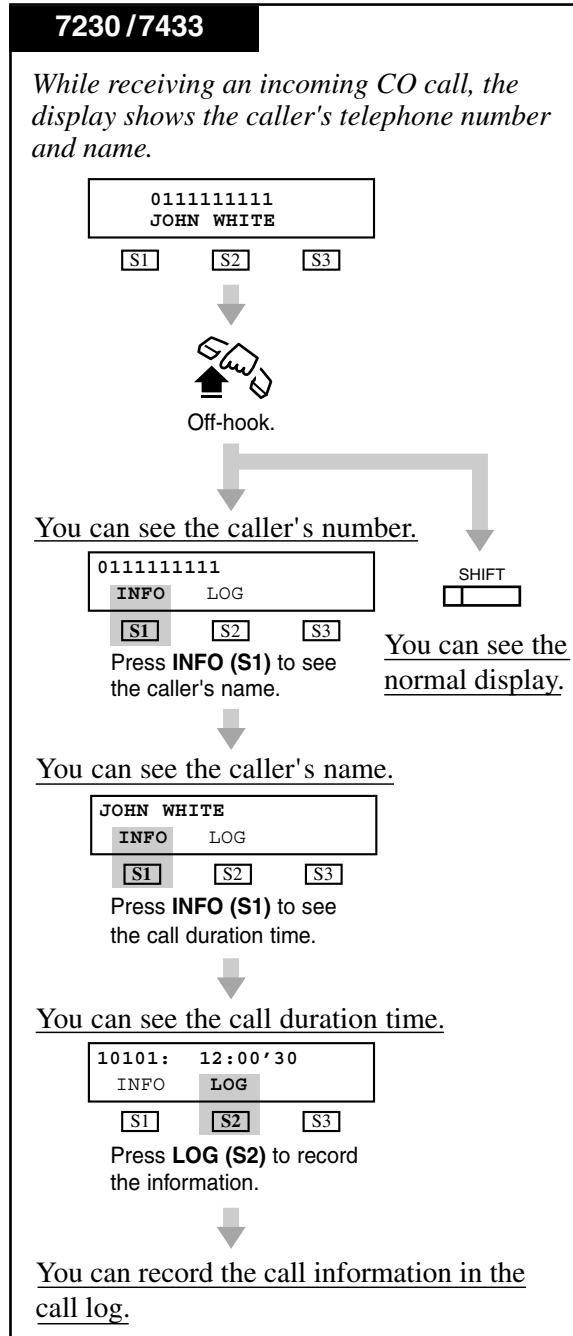 7230 / 7433
While receiving an incoming CO call, the
display shows the caller's telephone number
and name.
0111111111
JOHN WHITE
S1 S2 S3
Off-hook.
You can see the caller's number.
0111111111
INFO LOG
S1 S2 S3
Press INFO (S1) to see
the caller's name.
SHIFT
You can see the
normal display.
You can see the caller's name.
JOHN WHITE
INFO LOG
S1 S2 S3
Press INFO (S1) to see
the call duration time.
You can see the call duration time.
10101: 12:00'30
INFO LOG
S1 S2 S3
Press LOG (S2) to record
the information.
You can record the call information in the
call log.